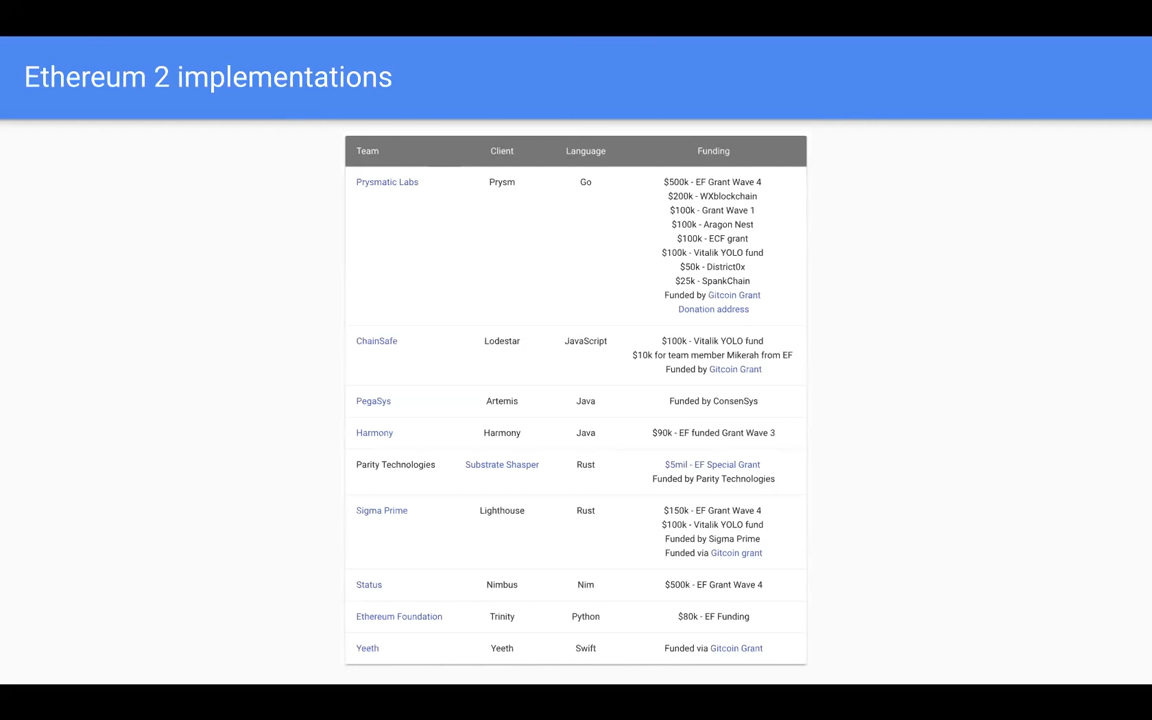 Ethereum 2 implementations
Team Client Language Funding
Prysmatic Labs Prysm Go $500k - EF Grant Wave 4
$200k - WXblockchain
$100k - Grant Wave 1
$100k - Aragon Nest
$100k - ECF grant
$100k - Vitalik YOLO fund
$50k - District0x
$25k - SpankChain
Funded by Gitcoin Grant
Donation address
ChainSafe Lodestar JavaScript $100k - Vitalik YOLO fund
$10k for team member Mikerah from EF
Funded by Gitcoin Grant
PegaSys Artemis Java Funded by ConsenSys
Harmony Harmony Java $90k - EF funded Grant Wave 3
Parity Technologies Substrate Shasper Rust $5mil - EF Special Grant
Funded by Parity Technologies
Sigma Prime Lighthouse Rust $150k - EF Grant Wave 4
$100k - Vitalik YOLO fund
Funded by Sigma Prime
Funded via Gitcoin grant
Status Nimbus Nim $500k - EF Grant Wave 4
Ethereum Foundation Trinity Python $80k - EF Funding
Yeeth Yeeth Swift Funded via Gitcoin Grant